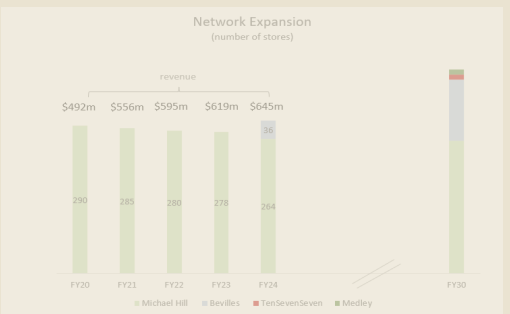 Network Expansion
(number of stores)
revenue
$492m $556m $595m $619m $645m
36
290 285 280 278 264
FY20 FY21 FY22 FY23 FY24 FY30
Michael Hill Bevilles TenSevenSeven Medley